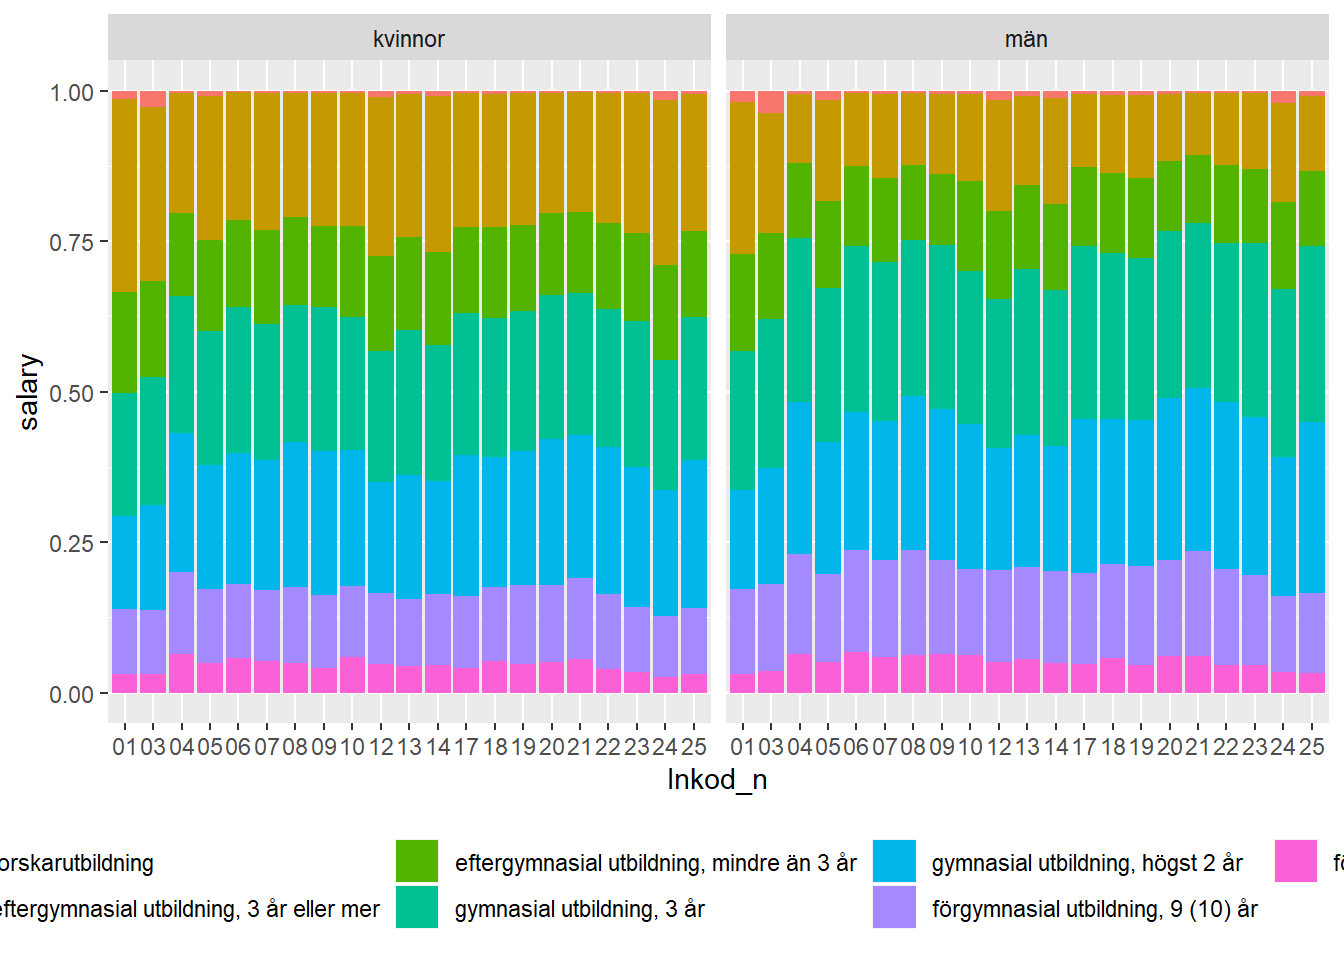 kvinnor män
1.00
0.75
0.50
0.25
0.00
salary
01 03 04 05 06 07 08 09 10 12 13 14 17 18 19 20 21 22 23 24 25 01 03 04 05 06 07 08 09 10 12 13 14 17 18 19 20 21 22 23 24 25
lnkod_n
orskarutbildning eftergymnasial utbildning, mindre än 3 år gymnasial utbildning, högst 2 år fö
eftergymnasial utbildning, 3 år eller mer gymnasial utbildning, 3 år förgymnasial utbildning, 9 (10) år